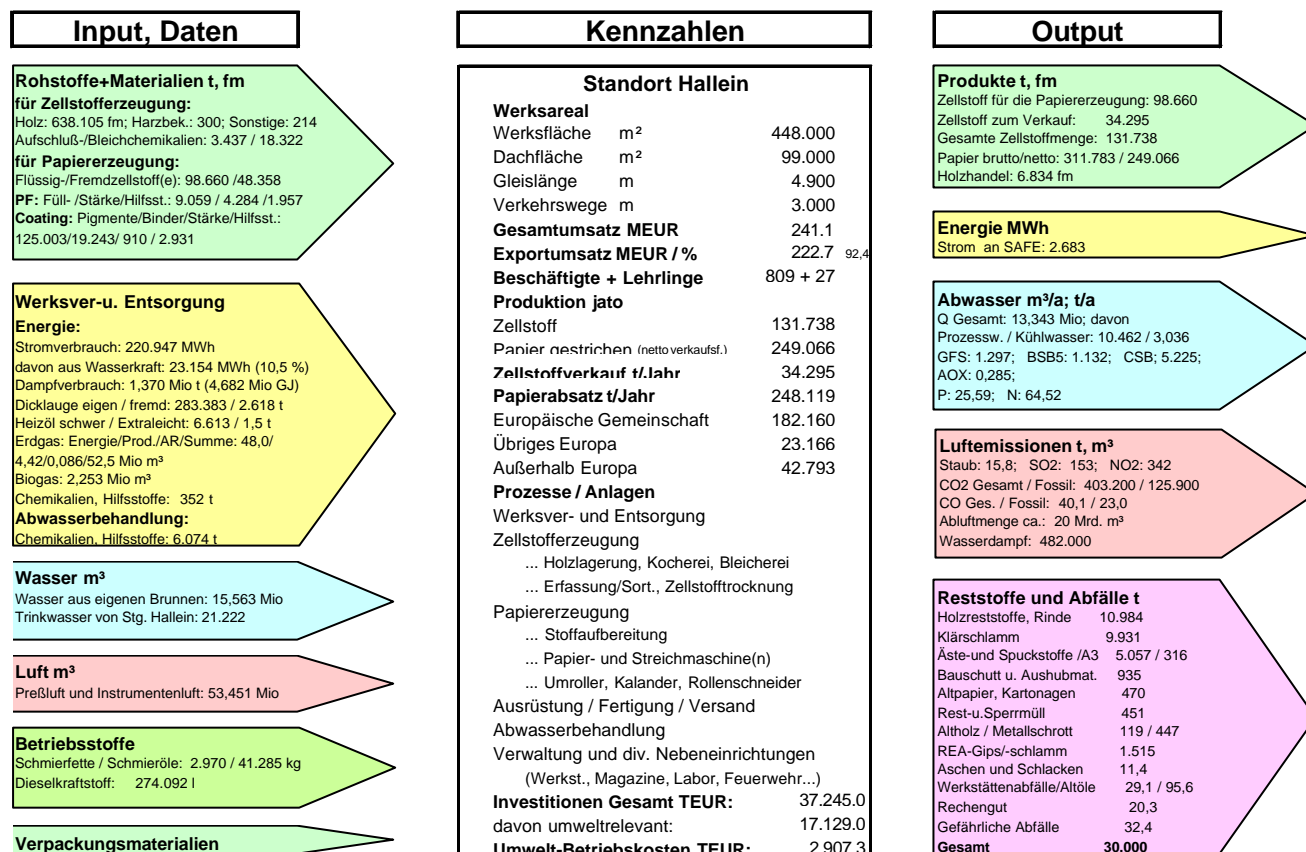 Input, Daten
Rohstoffe+Materialien t, fm
für Zellstofferzeugung:
Holz: 638.105 fm; Harzbek.: 300; Sonstige: 214
Aufschluß-/Bleichchemikalien: 3.437 / 18.322
für Papiererzeugung:
Flüssig-/Fremdzellstoff(e): 98.660 /48.358
PF: Füll- /Stärke/Hilfsst.: 9.059 / 4.284 /1.957
Coating: Pigmente/Binder/Stärke/Hilfsst.:
125.003/19.243/ 910 / 2.931
Werksver-u. Entsorgung
Energie:
Stromverbrauch: 220.947 MWh
davon aus Wasserkraft: 23.154 MWh (10,5 %)
Dampfverbrauch: 1,370 Mio t (4,682 Mio GJ)
Dicklauge eigen / fremd: 283.383 / 2.618 t
Heizöl schwer / Extraleicht: 6.613 / 1,5 t
Erdgas: Energie/Prod./AR/Summe: 48,0/
4,42/0,086/52,5 Mio m³
Biogas: 2,253 Mio m³
Chemikalien, Hilfsstoffe: 352 t
Abwasserbehandlung:
Chemikalien, Hilfsstoffe: 6.074 t
Wasser m³
Wasser aus eigenen Brunnen: 15,563 Mio
Trinkwasser von Stg. Hallein: 21.222
Luft m³
Preßluft und Instrumentenluft: 53,451 Mio
Betriebsstoffe
Schmierfette / Schmieröle: 2.970 / 41.285 kg
Dieselkraftstoff: 274.092 l
Verpackungsmaterialien
Kennzahlen
Standort Hallein
Werksareal
Werksfläche m² 448.000
Dachfläche m² 99.000
Gleislänge m 4.900
Verkehrswege m 3.000
Gesamtumsatz MEUR 241.1
Exportumsatz MEUR / % 222.7 92,4
Beschäftigte + Lehrlinge 809 + 27
Produktion jato
Zellstoff 131.738
Papier gestrichen (netto verkaufsf.) 249.066
Zellstoffverkauf t/Jahr 34.295
Papierabsatz t/Jahr 248.119
Europäische Gemeinschaft 182.160
Übriges Europa 23.166
Außerhalb Europa 42.793
Prozesse / Anlagen
Werksver- und Entsorgung
Zellstofferzeugung
... Holzlagerung, Kocherei, Bleicherei
... Erfassung/Sort., Zellstofftrocknung
Papiererzeugung
... Stoffaufbereitung
... Papier- und Streichmaschine(n)
... Umroller, Kalander, Rollenschneider
Ausrüstung / Fertigung / Versand
Abwasserbehandlung
Verwaltung und div. Nebeneinrichtungen
(Werkst., Magazine, Labor, Feuerwehr...)
Investitionen Gesamt TEUR: 37.245.0
davon umweltrelevant: 17.129.0
Umwelt-Betriebskosten TEUR: 2.907.3
Output
Produkte t, fm
Zellstoff für die Papiererzeugung: 98.660
Zellstoff zum Verkauf: 34.295
Gesamte Zellstoffmenge: 131.738
Papier brutto/netto: 311.783 / 249.066
Holzhandel: 6.834 fm
Energie MWh
Strom an SAFE: 2.683
Abwasser m³/a; t/a
Q Gesamt: 13,343 Mio; davon
Prozessw. / Kühlwasser: 10.462 / 3,036
GFS: 1.297; BSB5: 1.132; CSB; 5.225;
AOX: 0,285;
P: 25,59; N: 64,52
Luftemissionen t, m³
Staub: 15,8; SO2: 153; NO2: 342
CO2 Gesamt / Fossil: 403.200 / 125.900
CO Ges. / Fossil: 40,1 / 23,0
Abluftmenge ca.: 20 Mrd. m³
Wasserdampf: 482.000
Reststoffe und Abfälle t
Holzreststoffe, Rinde 10.984
Klärschlamm 9.931
Äste-und Spuckstoffe /A3 5.057 / 316
Bauschutt u. Aushubmat. 935
Altpapier, Kartonagen 470
Rest-u.Sperrmüll 451
Altholz / Metallschrott 119 / 447
REA-Gips/-schlamm 1.515
Aschen und Schlacken 11,4
Werkstättenabfälle/Altöle 29,1 / 95,6
Rechengut 20,3
Gefährliche Abfälle 32,4
Gesamt 30.000